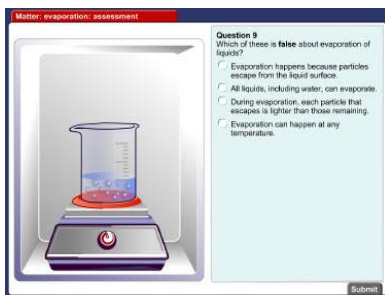 Matter: evaporation: assessment
Question 9
Which of these is false about evaporation of
liquids?
Evaporation happens because particles
escape from the liquid surface.
All liquids, including water, can evaporate.
During evaporation, each particle that
escapes is lighter than those remaining.
Evaporation can happen at any
temperature.
Submit